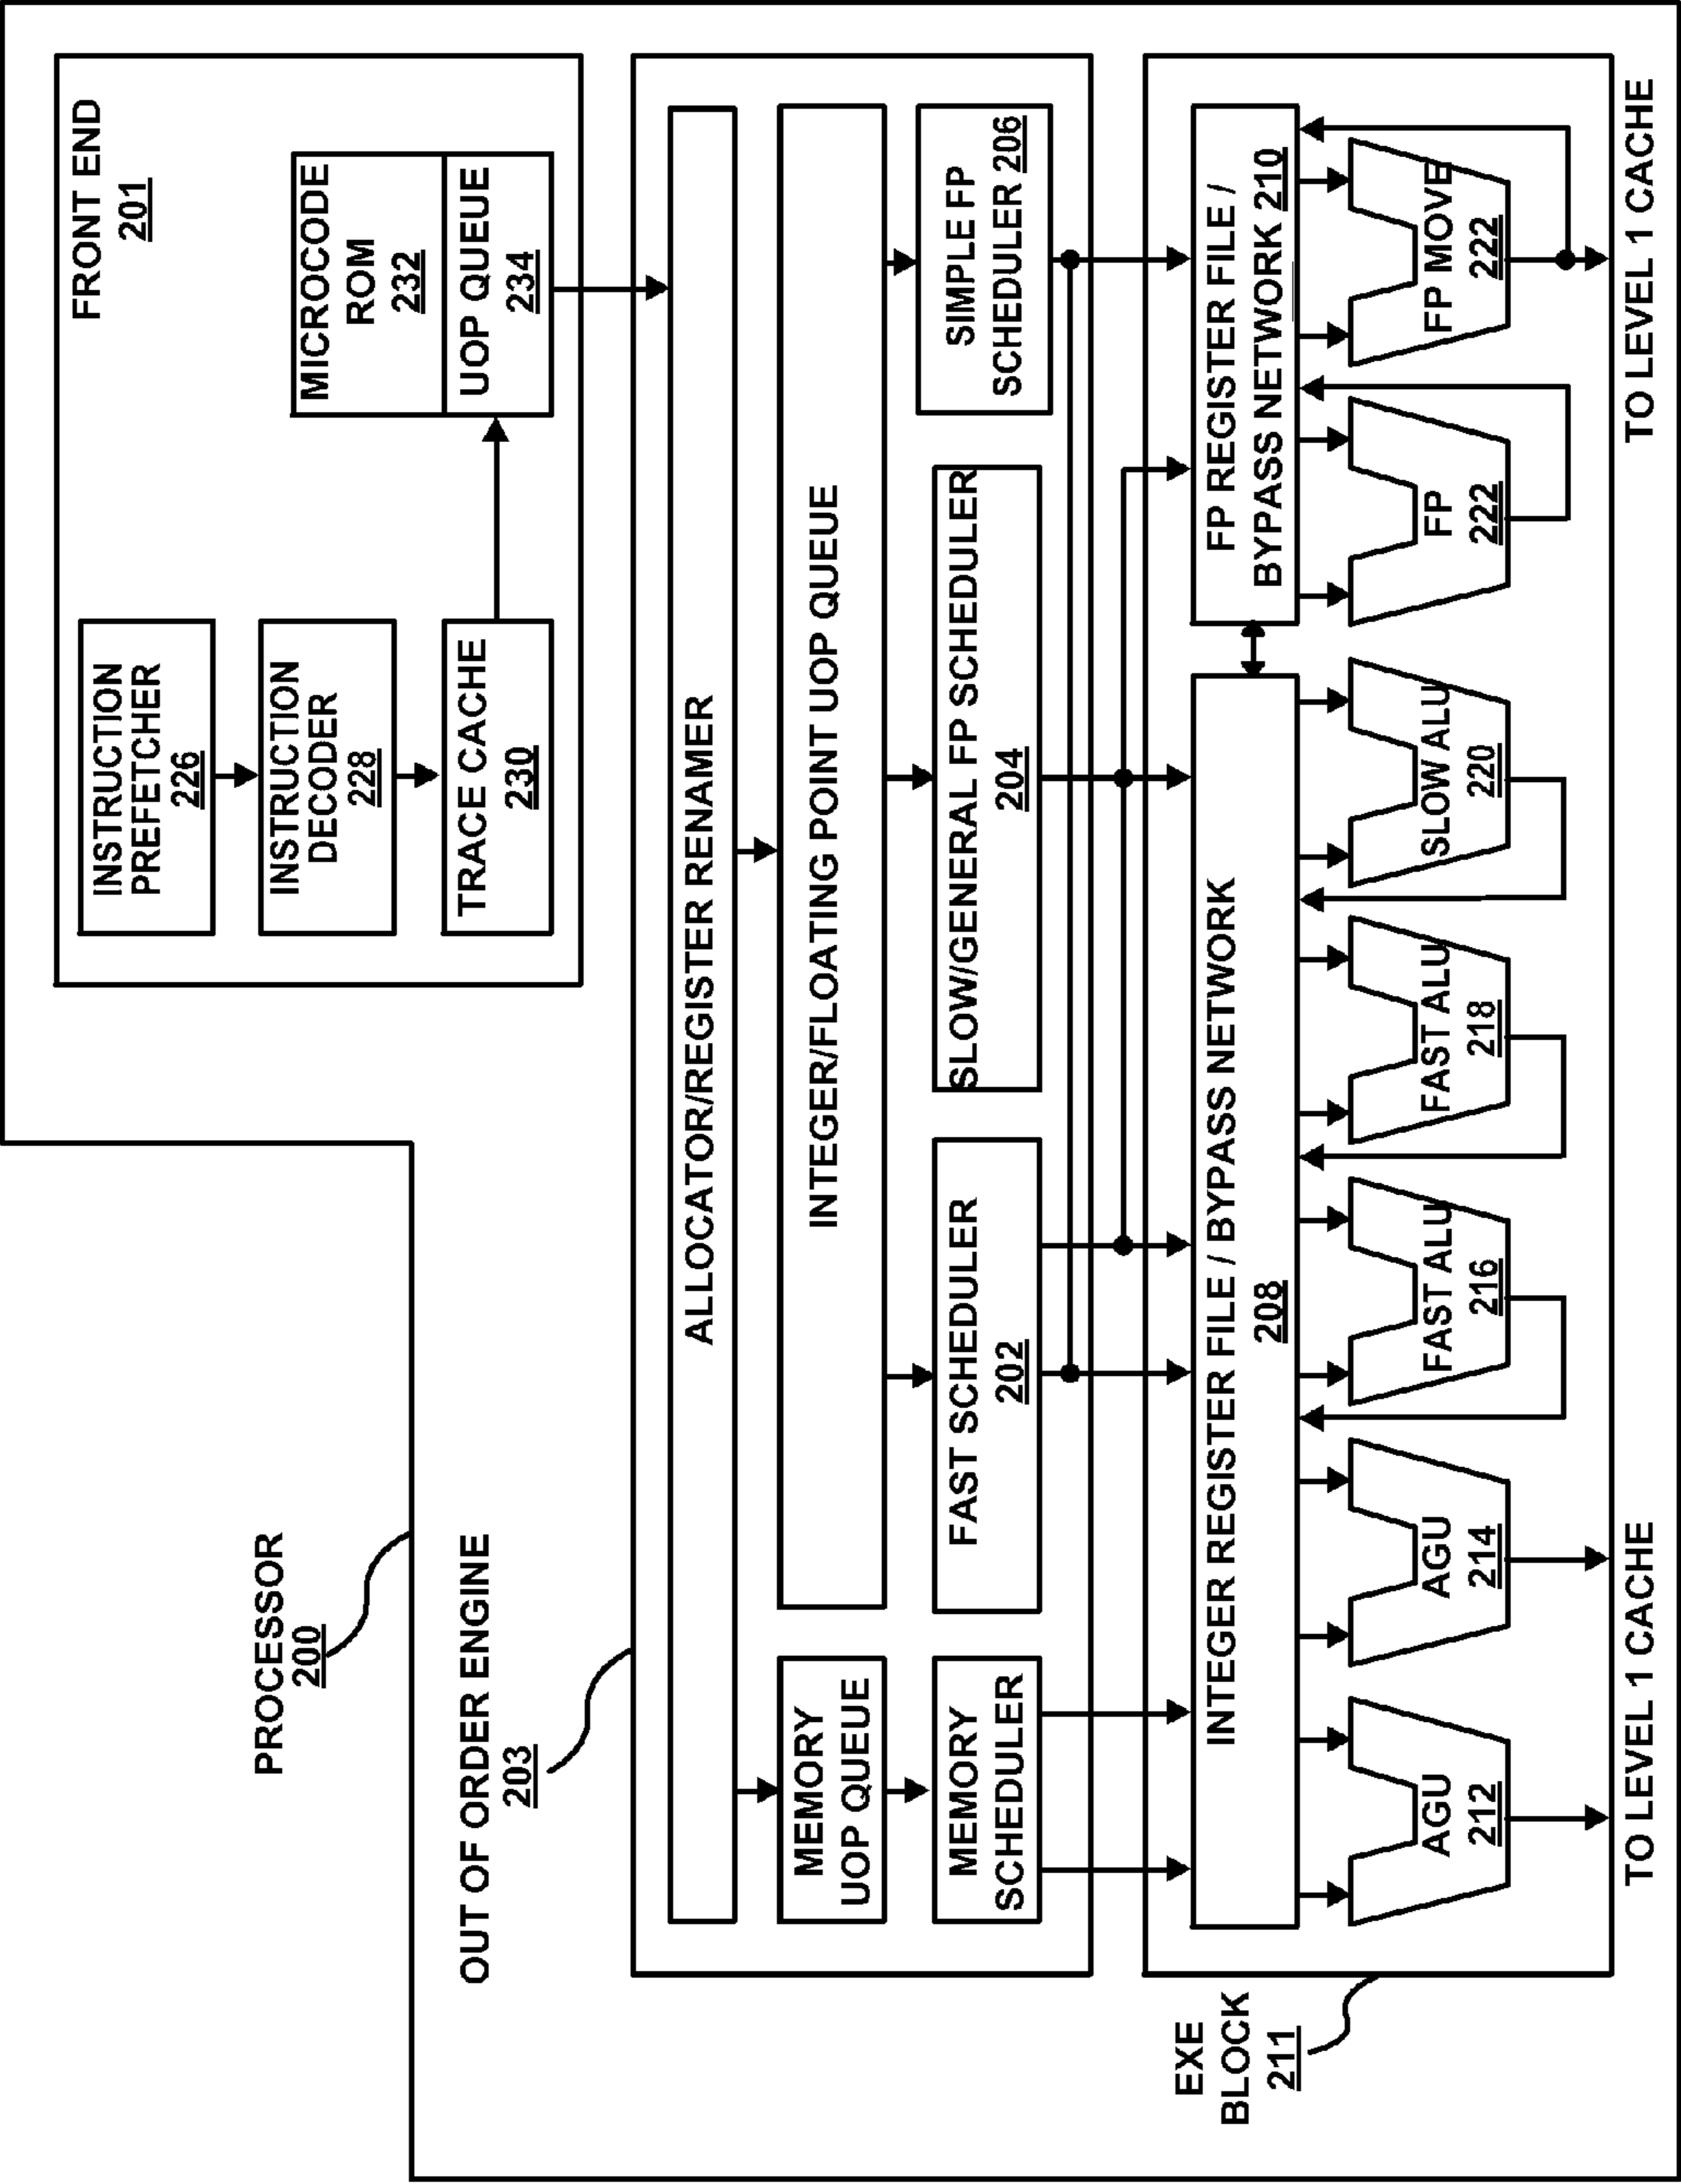 PROCESSOR
200
FRONT END
201
INSTRUCTION
PREFETCHER
226
INSTRUCTION
DECODER
228
TRACE CACHE
230
MICROCODE
ROM
232
UOP QUEUE
234
OUT OF ORDER ENGINE
203
ALLOCATOR/REGISTER RENAMER
MEMORY
UOP QUEUE
INTEGER/FLOATING POINT UOP QUEUE
MEMORY
SCHEDULER
FAST SCHEDULER
202
SLOW/GENERAL FP SCHEDULER
204
SIMPLE FP
SCHEDULER 206
EXE
BLOCK
211
INTEGER REGISTER FILE / BYPASS NETWORK
208
FP REGISTER FILE /
BYPASS NETWORK 210
AGU
212
AGU
214
FAST ALU
216
FAST ALU
218
SLOW ALU
220
FP
222
FP MOVE
222
TO LEVEL 1 CACHE
TO LEVEL 1 CACHE